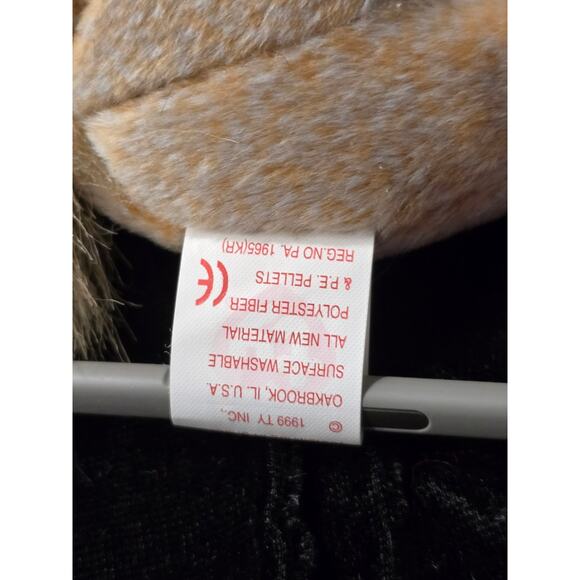 © 1999 TY INC.,
OAKBROOK, IL. U.S.A.
SURFACE WASHABLE
ALL NEW MATERIAL
POLYESTER FIBER
& P.E. PELLETS
REG.NO PA. 1965(KR)
CE